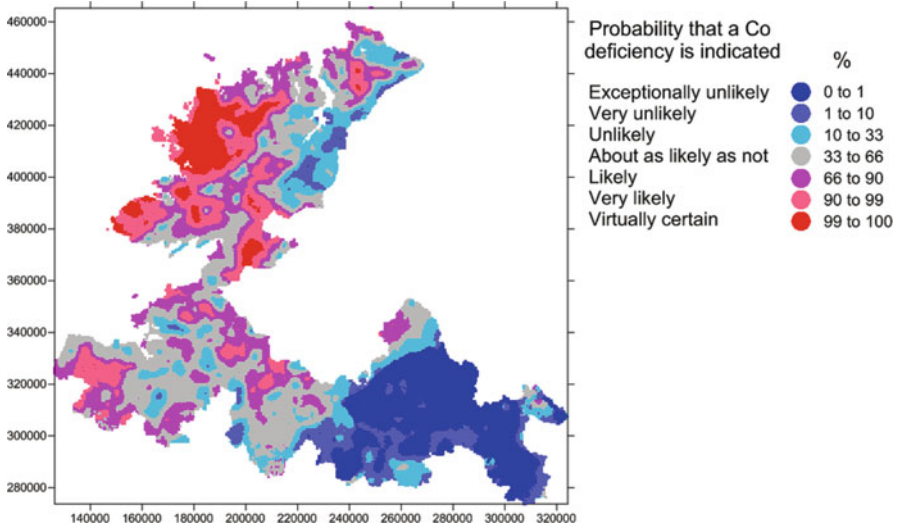 460000
440000
420000
400000
380000
360000
340000
320000
300000
280000
140000 160000 180000 200000 220000 240000 260000 280000 300000 320000
Probability that a Co
deficiency is indicated
%
Exceptionally unlikely 0 to 1
Very unlikely 1 to 10
Unlikely 10 to 33
About as likely as not 33 to 66
Likely 66 to 90
Very likely 90 to 99
Virtually certain 99 to 100